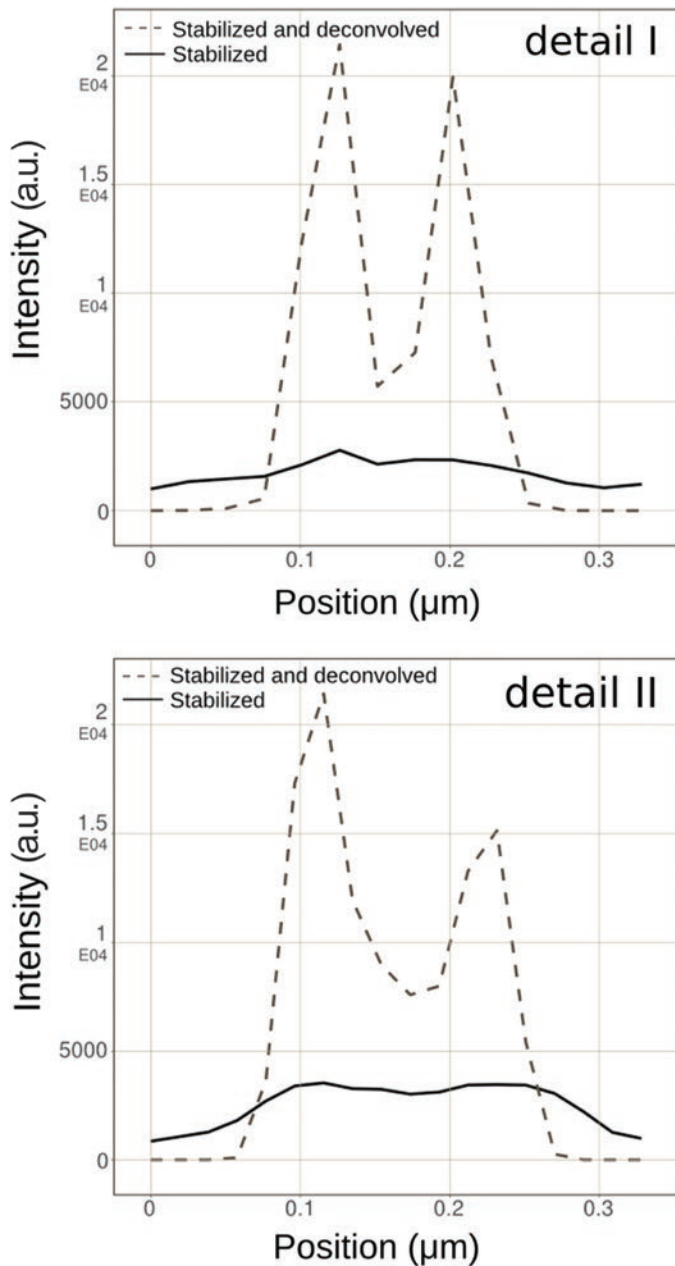 Stabilized and deconvolved
Stabilized
detail I
Intensity (a.u.)
2
E04
1.5
E04
1
E04
5000
0
0
0.1
0.2
0.3
Position (µm)
Stabilized and deconvolved
Stabilized
detail II
Intensity (a.u.)
2
E04
1.5
E04
1
E04
5000
0
0
0.1
0.2
0.3
Position (µm)